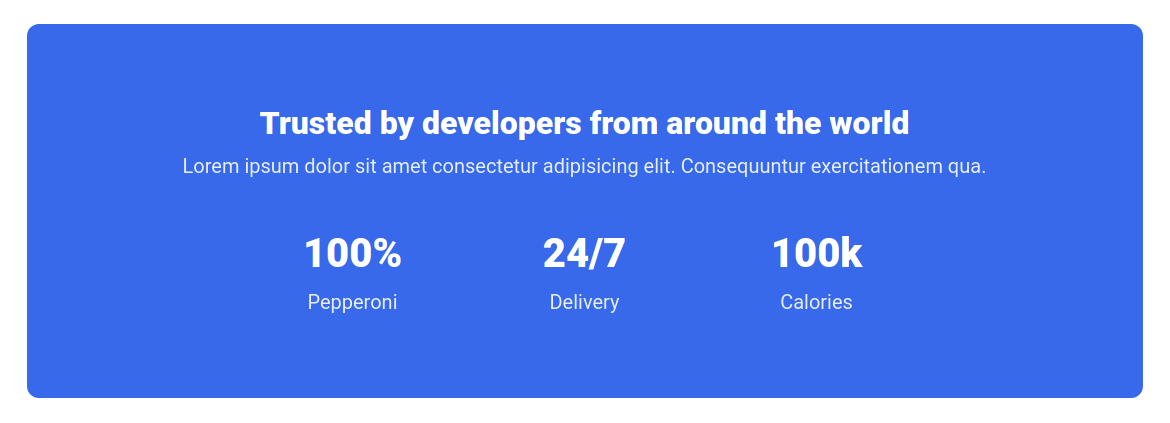 Trusted by developers from around the world
Lorem ipsum dolor sit amet consectetur adipisicing elit. Consequuntur exercitationem qua.
100% 24/7 100k
Pepperoni Delivery Calories